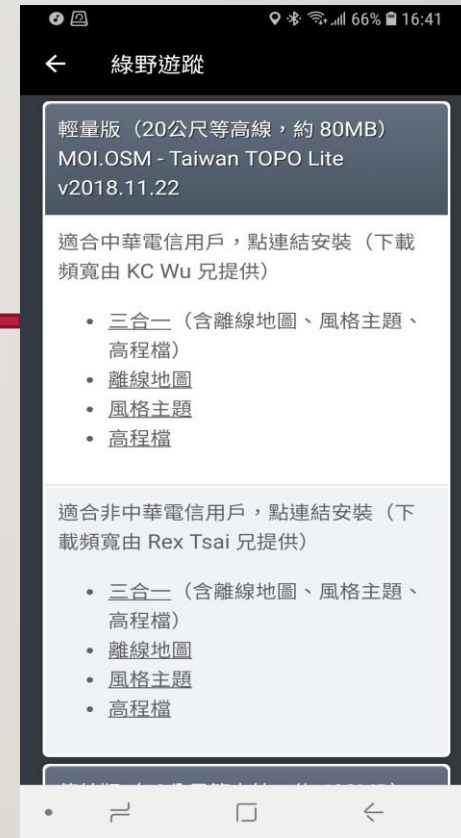 66% 16:41
綠野遊蹤
輕量版（20公尺等高線，約 80MB）
MOI.OSM - Taiwan TOPO Lite
v2018.11.22
適合中華電信用戶，點連結安裝（下載
頻寬由 KC Wu 兄提供）
• 三合一（含離線地圖、風格主題、
高程檔）
• 離線地圖
• 風格主題
• 高程檔
適合非中華電信用戶，點連結安裝（下
載頻寬由 Rex Tsai 兄提供）
• 三合一（含離線地圖、風格主題、
高程檔）
• 離線地圖
• 風格主題
• 高程檔